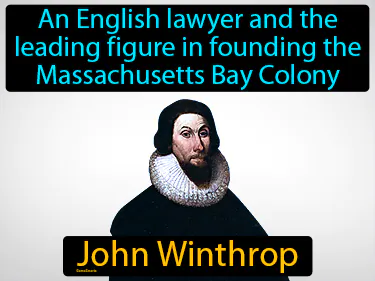 An English lawyer and the
leading figure in founding the
Massachusetts Bay Colony
John Winthrop